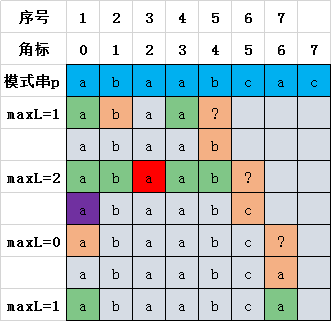 序号 1 2 3 4 5 6 7
角标 0 1 2 3 4 5 6 7
模式串p a b a a b c a c
maxL=1 a b a a ?
a b a a b
maxL=2 a b a a b ?
a b a a b c
maxL=0 a b a a b c ?
a b a a b c a
maxL=1 a b a a b c a